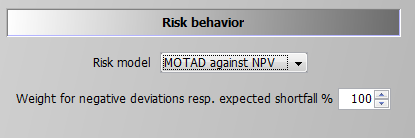 Risk behavior
Risk model MOTAD against NPV
Weight for negative deviations resp. expected shortfall % 100